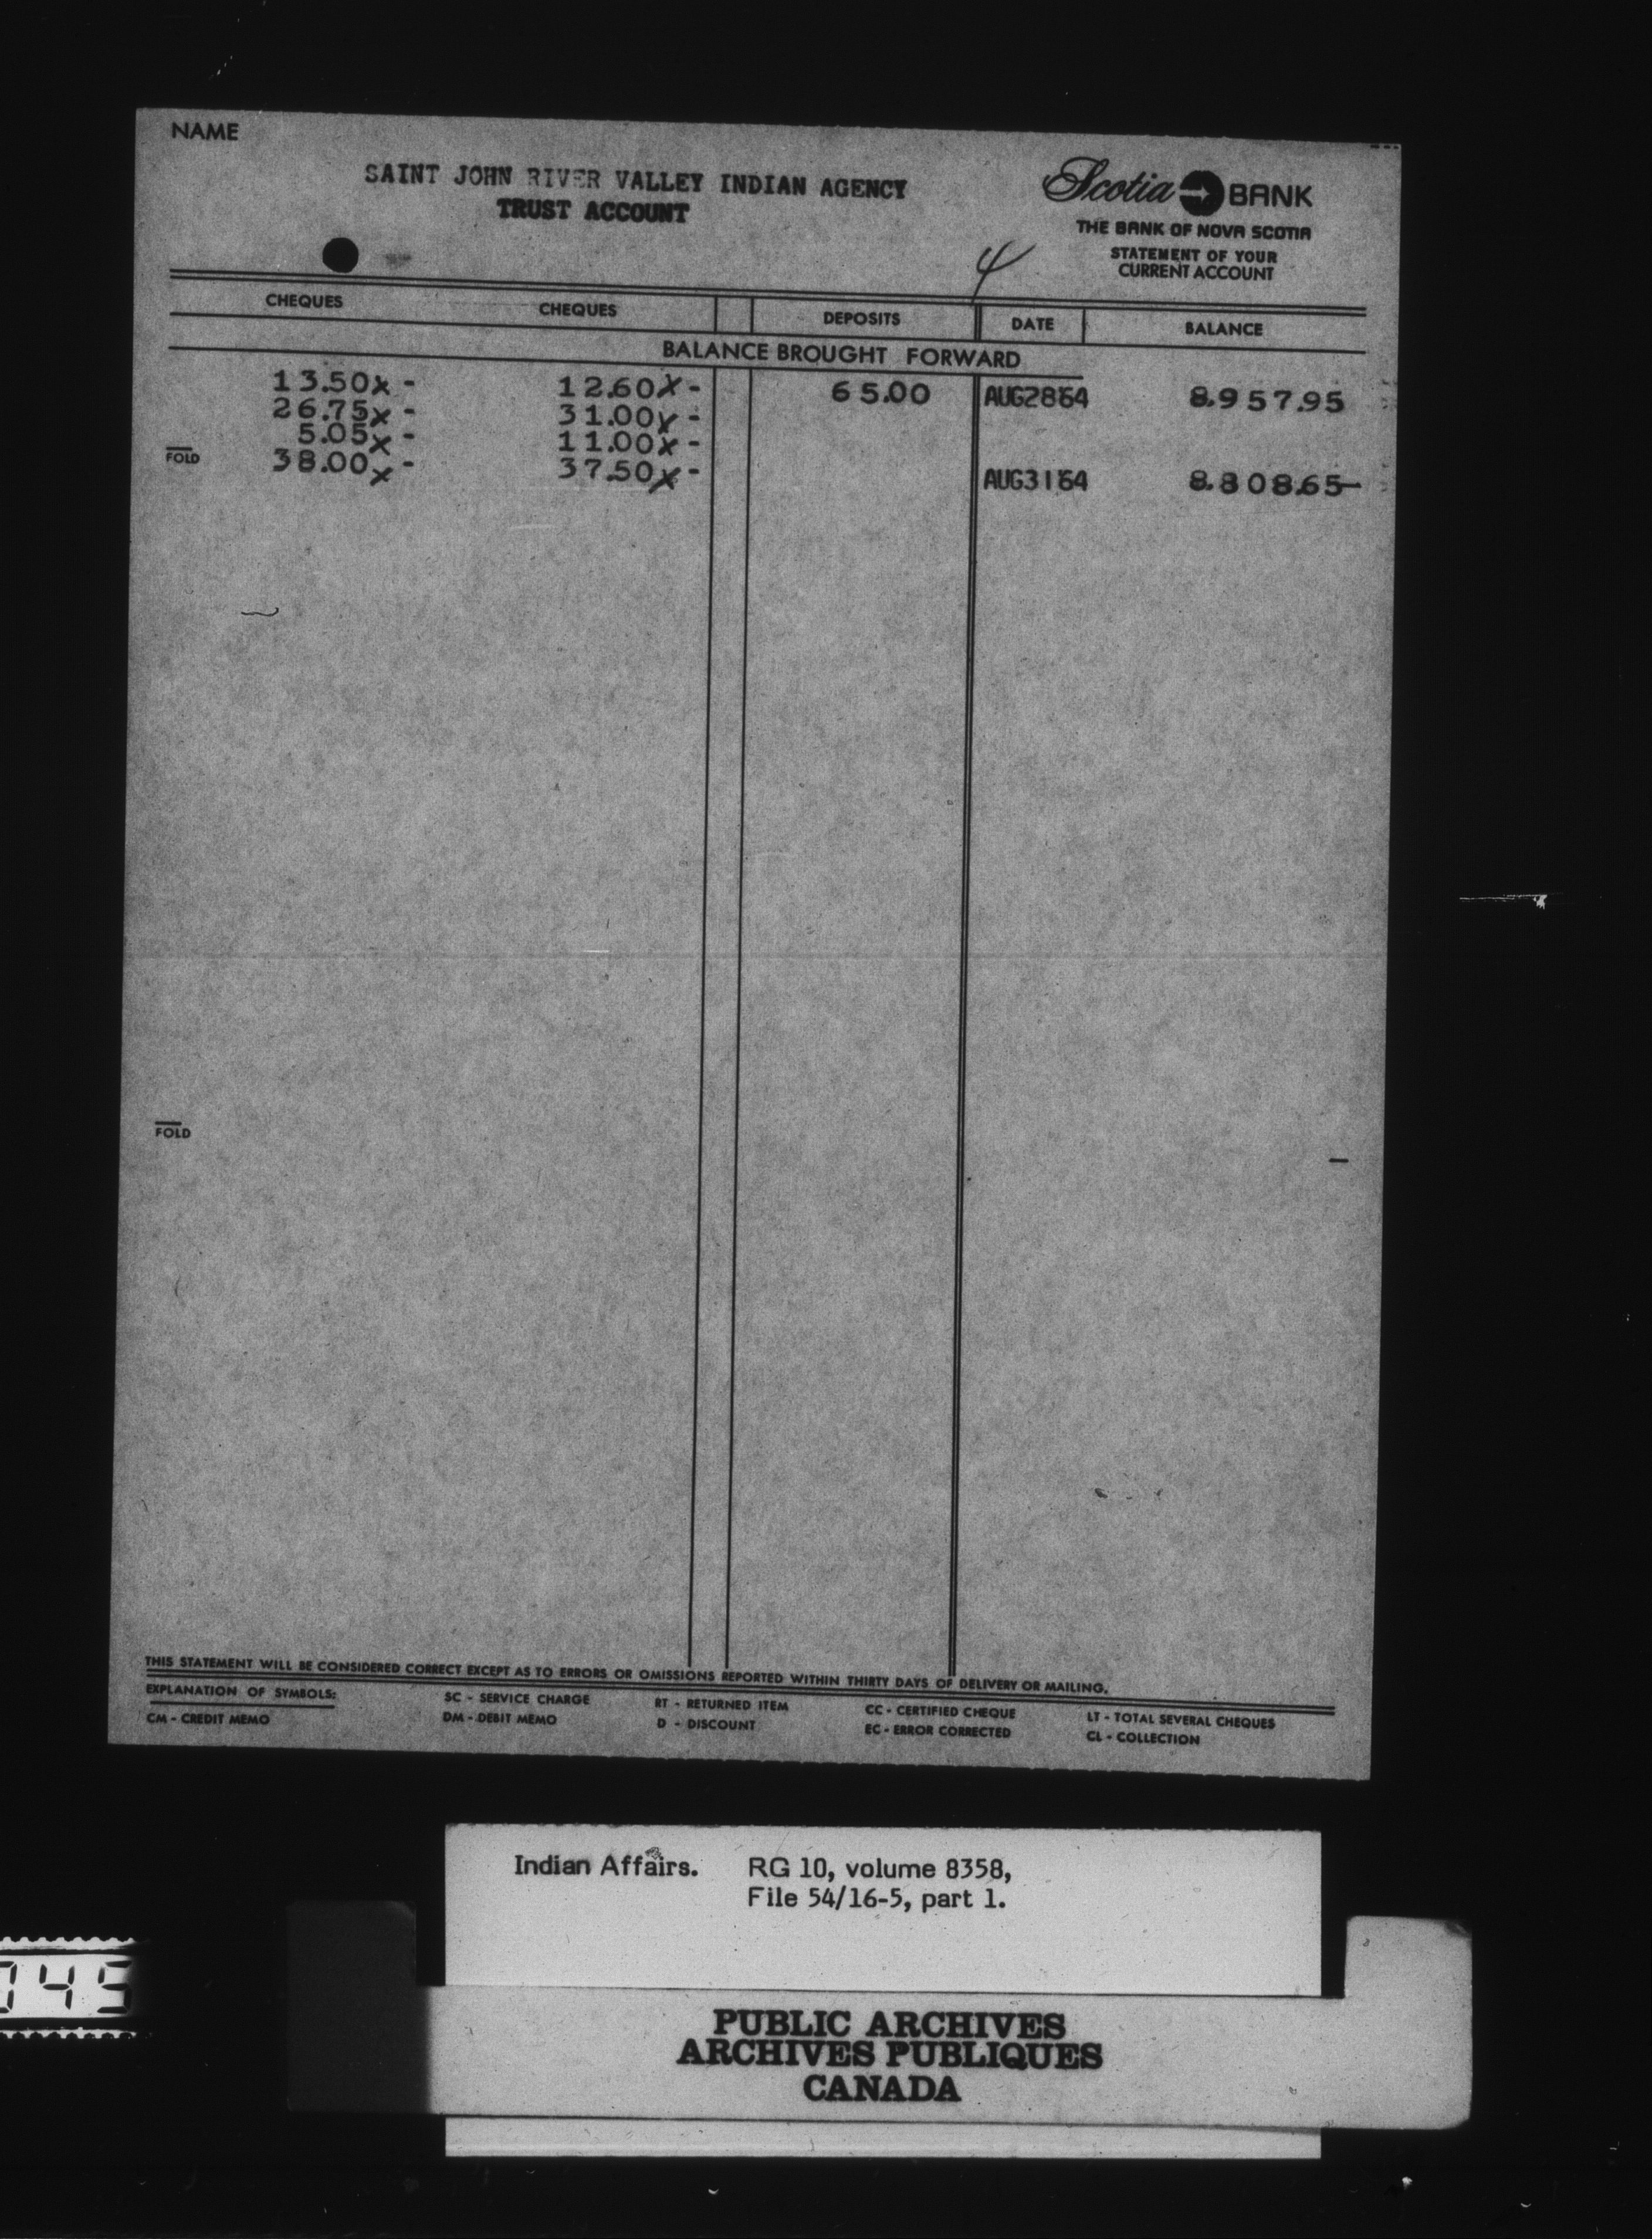 NAME
SAINT JOHN RIVER VALLEY INDIAN AGENCY
TRUST ACCOUNT
Scotia BANK
THE BANK OF NOVA SCOTIA
STATEMENT OF YOUR
CURRENT ACCOUNT
4
CHEQUES CHEQUES DEPOSITS DATE BALANCE
BALANCE BROUGHT FORWARD
13.50x - 12.60x - 65.00 AUG2864 8.957.95
26.75x - 31.00x -
5.05x - 11.00x -
FOLD 38.00x - 37.50x - AUG3164 8.808.65-
FOLD
THIS STATEMENT WILL BE CONSIDERED CORRECT EXCEPT AS TO ERRORS OR OMISSIONS REPORTED WITHIN THIRTY DAYS OF DELIVERY OR MAILING.
EXPLANATION OF SYMBOLS: SC - SERVICE CHARGE RT - RETURNED ITEM CC - CERTIFIED CHEQUE LT - TOTAL SEVERAL CHEQUES
CM - CREDIT MEMO DM - DEBIT MEMO D - DISCOUNT EC - ERROR CORRECTED CL - COLLECTION
Indian Affairs. RG 10, volume 8358,
File 54/16-5, part 1.
45
PUBLIC ARCHIVES
ARCHIVES PUBLIQUES
CANADA